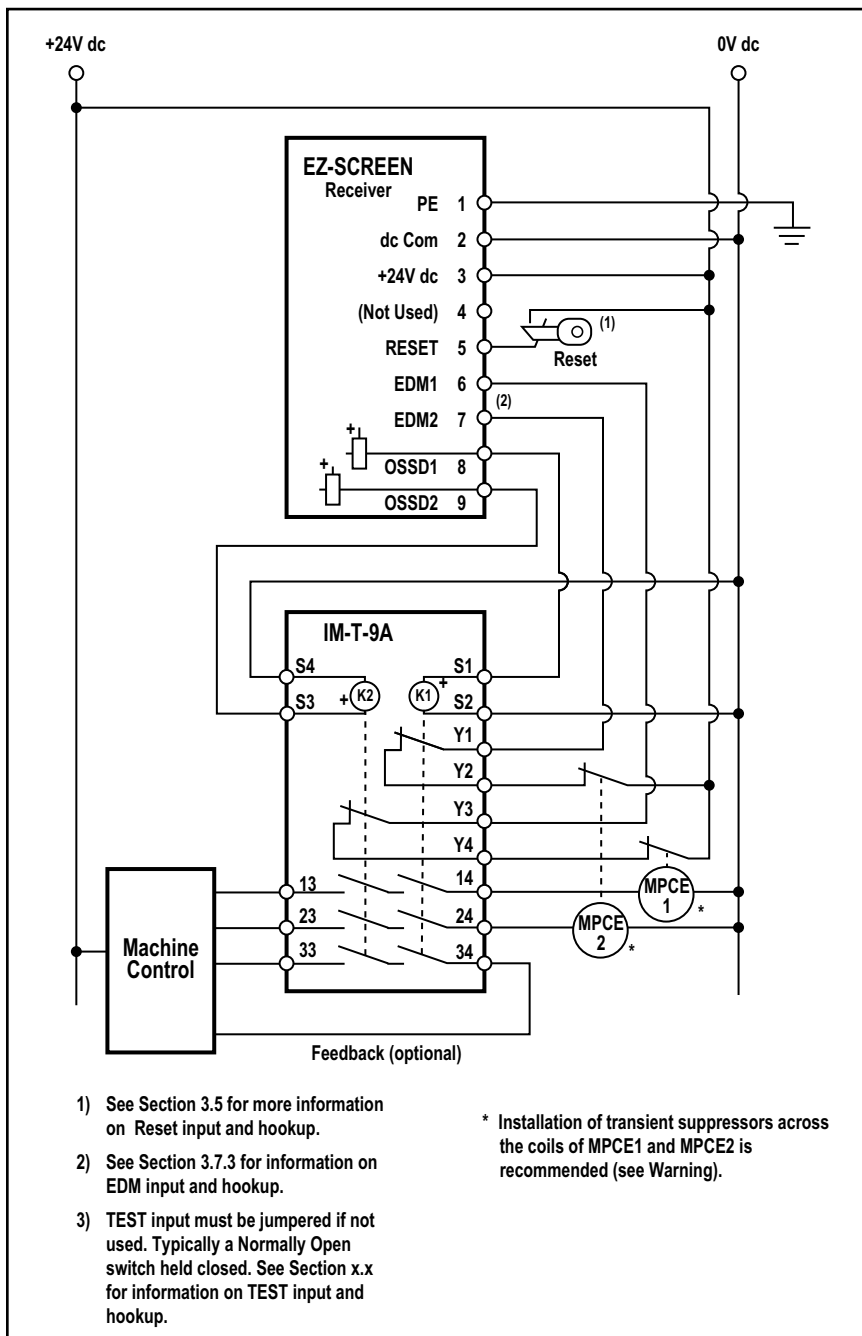 +24V dc
0V dc
EZ-SCREEN
Receiver
PE 1
dc Com 2
+24V dc 3
(Not Used) 4
(1)
RESET 5
Reset
EDM1 6
(2)
EDM2 7
+
OSSD1 8
+
OSSD2 9
IM-T-9A
S4
S1
+
K2
K1
+
S3
S2
Y1
Y2
Y3
Y4
13
14
MPCE
1
*
23
24
MPCE
2
*
33
34
Machine
Control
Feedback (optional)
1) See Section 3.5 for more information
on Reset input and hookup.
2) See Section 3.7.3 for information on
EDM input and hookup.
3) TEST input must be jumpered if not
used. Typically a Normally Open
switch held closed. See Section x.x
for information on TEST input and
hookup.
* Installation of transient suppressors across
the coils of MPCE1 and MPCE2 is
recommended (see Warning).